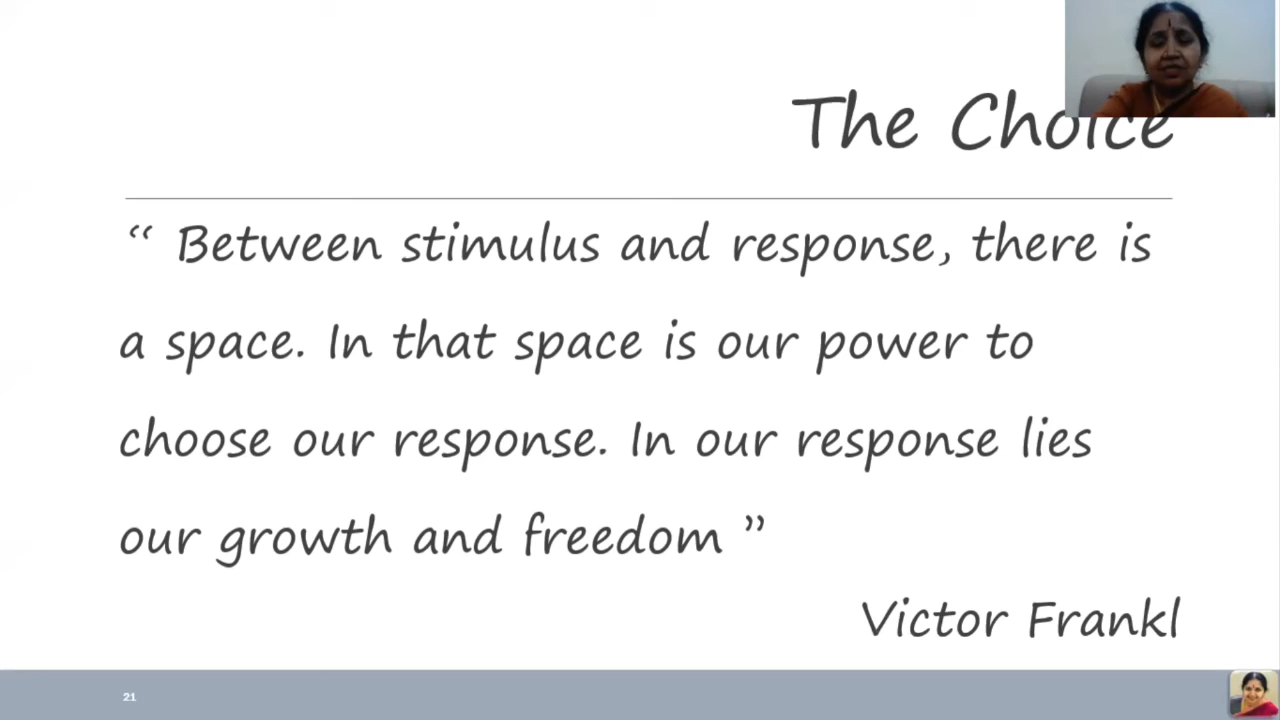 The Choice
“ Between stimulus and response, there is
a space. In that space is our power to
choose our response. In our response lies
our growth and freedom ”
Victor Frankl
21